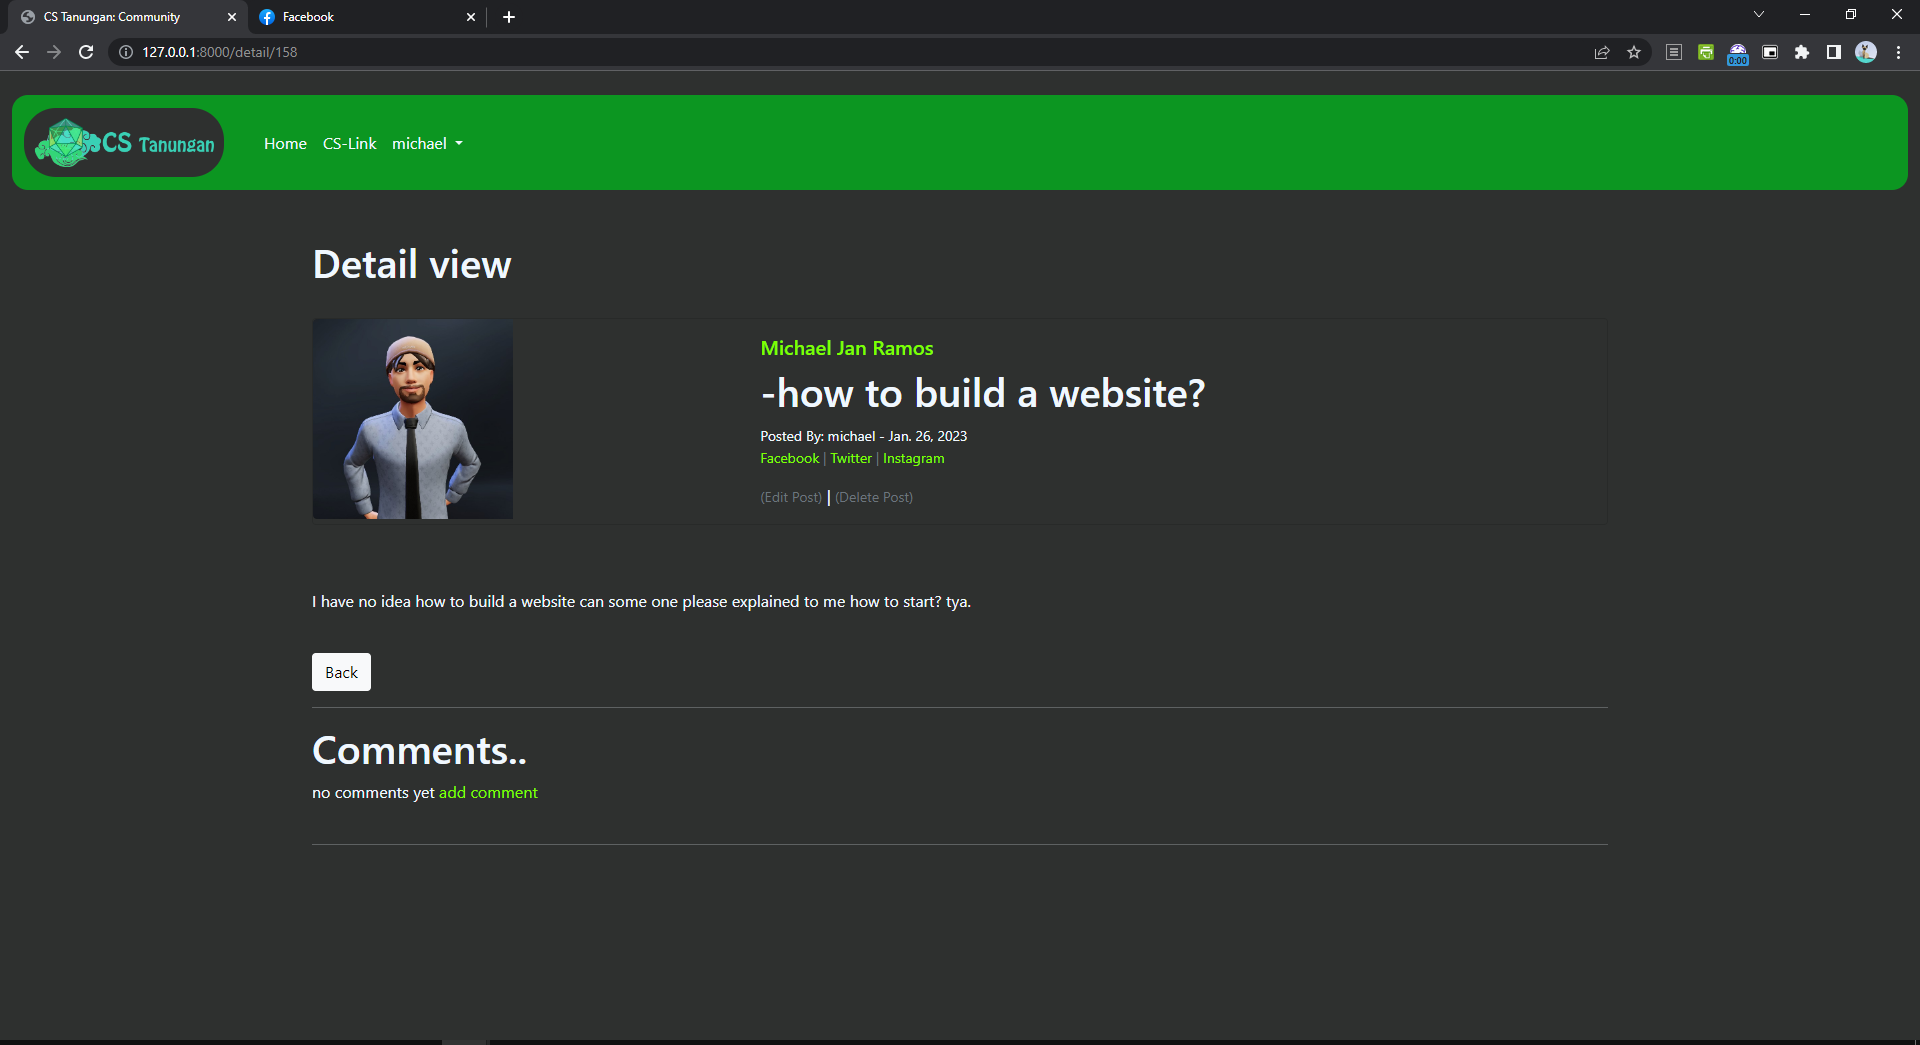 CS Tanungan: Community
Facebook
127.0.0.1:8000/detail/158
0:00
CS Tanungan
Home
CS-Link
michael
Detail view
Michael Jan Ramos
-how to build a website?
Posted By: michael - Jan. 26, 2023
Facebook | Twitter | Instagram
(Edit Post) | (Delete Post)
I have no idea how to build a website can some one please explained to me how to start? tya.
Back
Comments..
no comments yet add comment